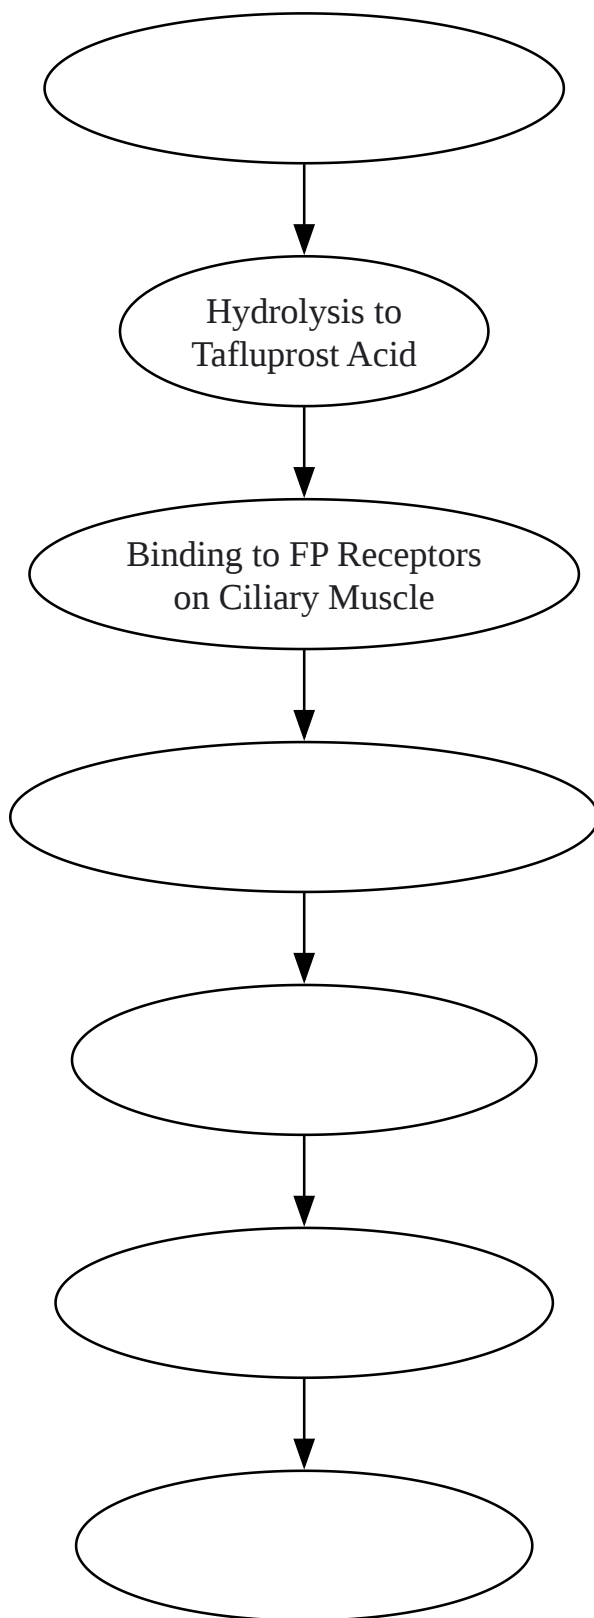 Hydrolysis to
Tafluprost Acid
Binding to FP Receptors
on Ciliary Muscle